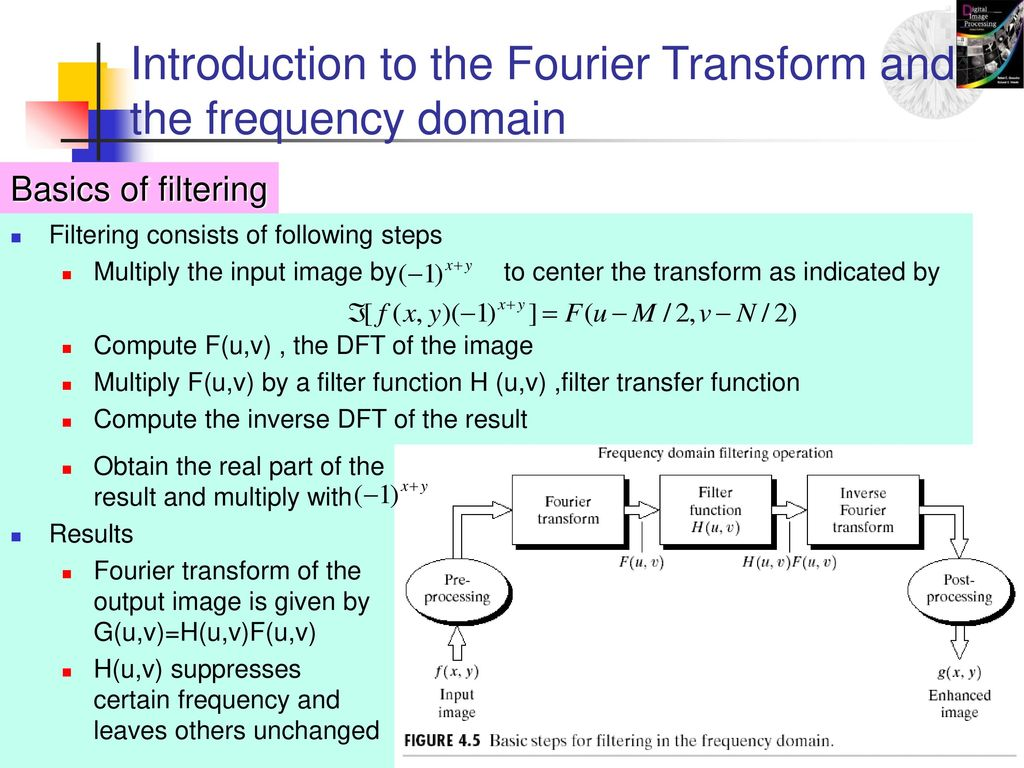 Digital
Image
Processing
Introduction to the Fourier Transform and
the frequency domain
Basics of filtering
Filtering consists of following steps
Multiply the input image by (−1)^{x+y} to center the transform as indicated by
ℑ[f(x, y)(−1)^{x+y}] = F(u − M / 2, v − N / 2)
Compute F(u,v) , the DFT of the image
Multiply F(u,v) by a filter function H (u,v) ,filter transfer function
Compute the inverse DFT of the result
Obtain the real part of the
result and multiply with (−1)^{x+y}
Results
Fourier transform of the
output image is given by
G(u,v)=H(u,v)F(u,v)
H(u,v) suppresses
certain frequency and
leaves others unchanged
Frequency domain filtering operation
Fourier
transform
Filter
function
H(u, v)
Inverse
Fourier
transform
F(u, v)
H(u, v)F(u, v)
Pre-
processing
Post-
processing
f(x, y)
Input
image
g(x, y)
Enhanced
image
FIGURE 4.5 Basic steps for filtering in the frequency domain.